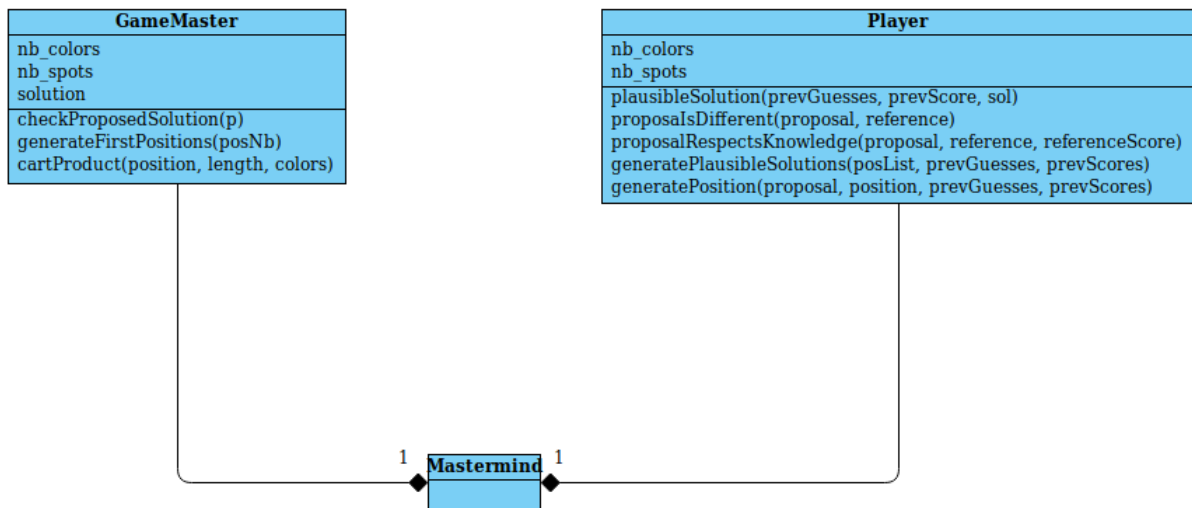 GameMaster
nb_colors
nb_spots
solution
checkProposedSolution(p)
generateFirstPositions(posNb)
cartProduct(position, length, colors)
Player
nb_colors
nb_spots
plausibleSolution(prevGuesses, prevScore, sol)
proposaIsDifferent(proposal, reference)
proposalRespectsKnowledge(proposal, reference, referenceScore)
generatePlausibleSolutions(posList, prevGuesses, prevScores)
generatePosition(proposal, position, prevGuesses, prevScores)
1
Mastermind
1